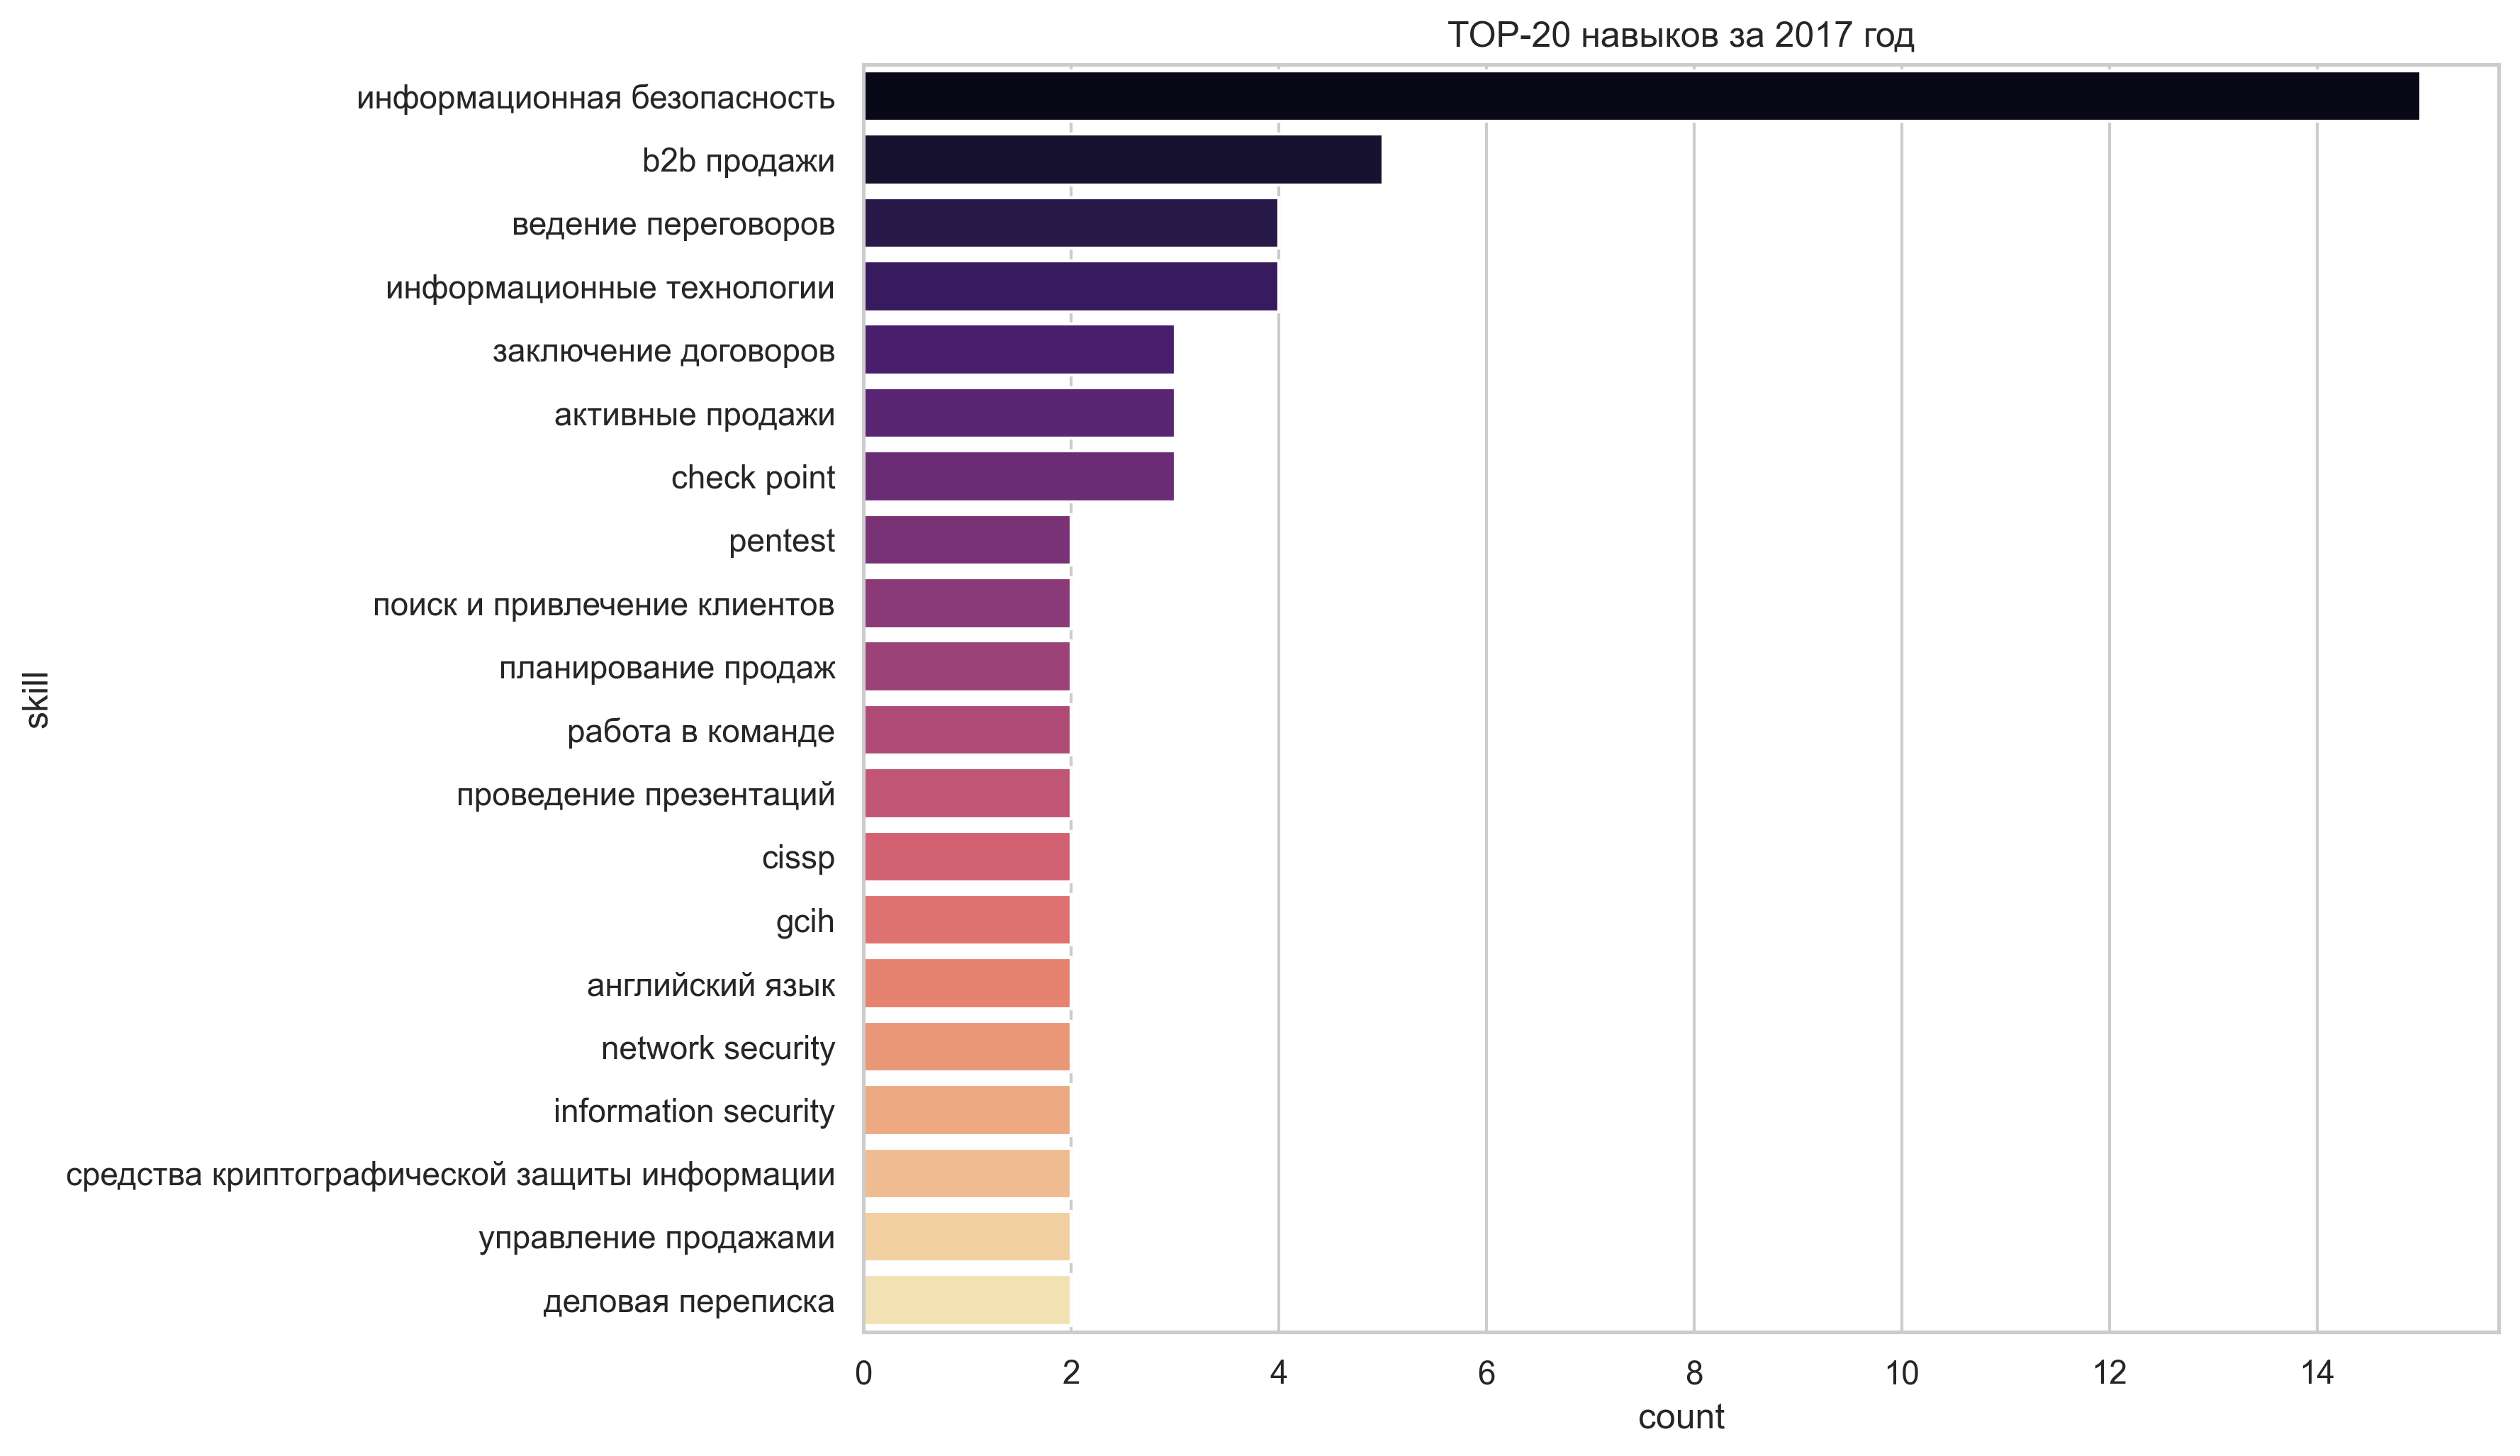 TOP-20 навыков за 2017 год
информационная безопасность
b2b продажи
ведение переговоров
информационные технологии
заключение договоров
активные продажи
check point
pentest
поиск и привлечение клиентов
планирование продаж
работа в команде
проведение презентаций
cissp
gcih
английский язык
network security
information security
средства криптографической защиты информации
управление продажами
деловая переписка
skill
0 2 4 6 8 10 12 14
count